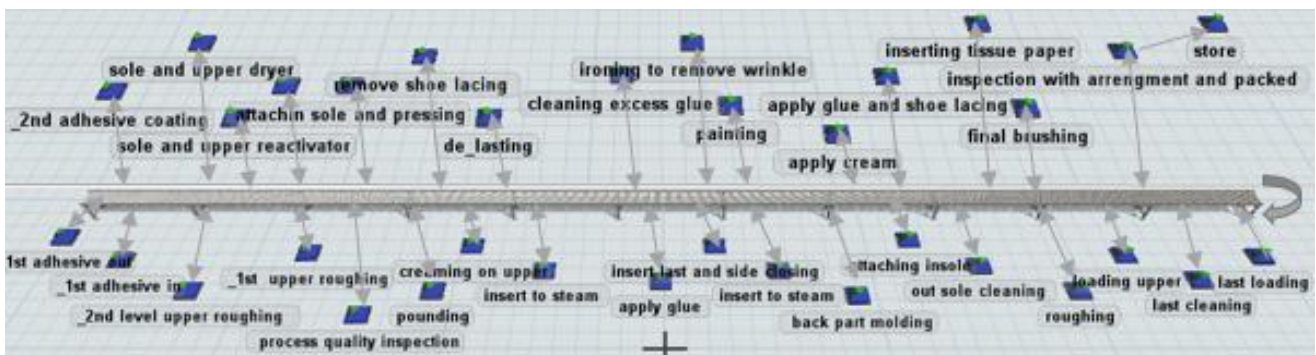 sole and upper dryer
remove shoe lacing
ironing to remove wrinkle
inserting tissue paper
store
_2nd adhesive coating
attachin sole and pressing
cleaning excess glue
apply glue and shoe lacing
inspection with arrengment and packed
sole and upper reactivator
de_lasting
painting
apply cream
final brushing
1st adhesive out
_1st adhesive in
_1st upper roughing
creaming on upper
insert last and side closing
attaching insole
loading upper
last loading
_2nd level upper roughing
pounding
insert to steam
apply glue
insert to steam
out sole cleaning
last cleaning
process quality inspection
back part molding
roughing